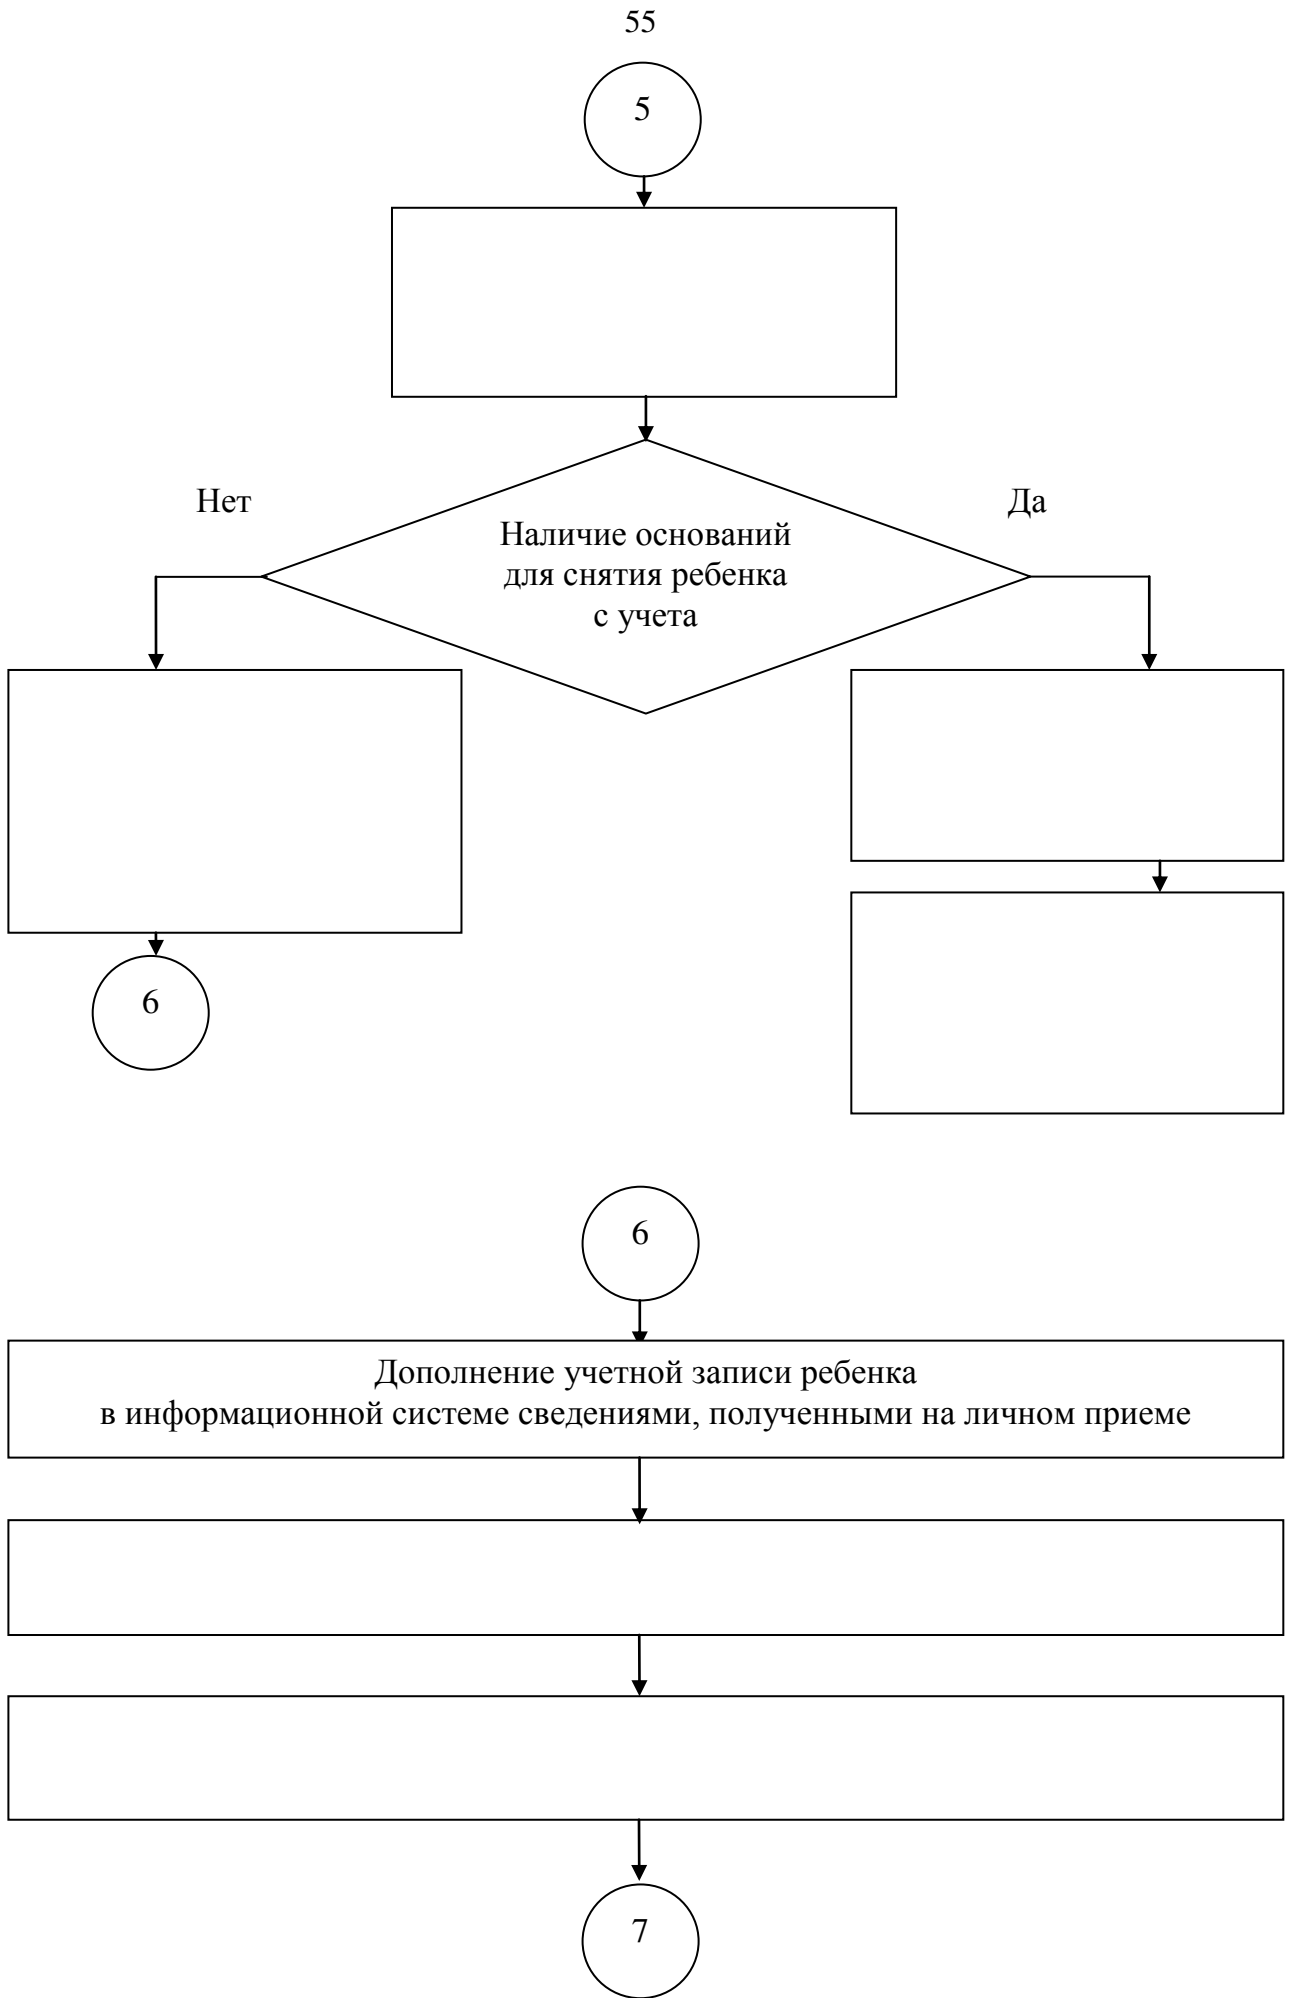 55
5
Нет
Да
Наличие оснований
для снятия ребенка
с учета
6
6
Дополнение учетной записи ребенка
в информационной системе сведениями, полученными на личном приеме
7